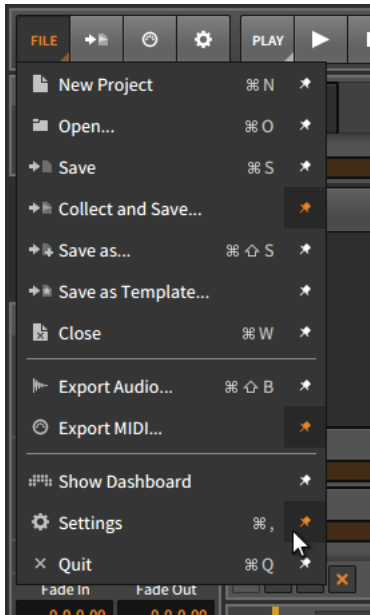 FILE PLAY
New Project ⌘ N
Open... ⌘ O
Save ⌘ S
Collect and Save...
Save as... ⌘ ⇧ S
Save as Template...
Close ⌘ W
Export Audio... ⌘ ⇧ B
Export MIDI...
Show Dashboard
Settings ⌘ ,
Quit ⌘ Q
Fade In Fade Out